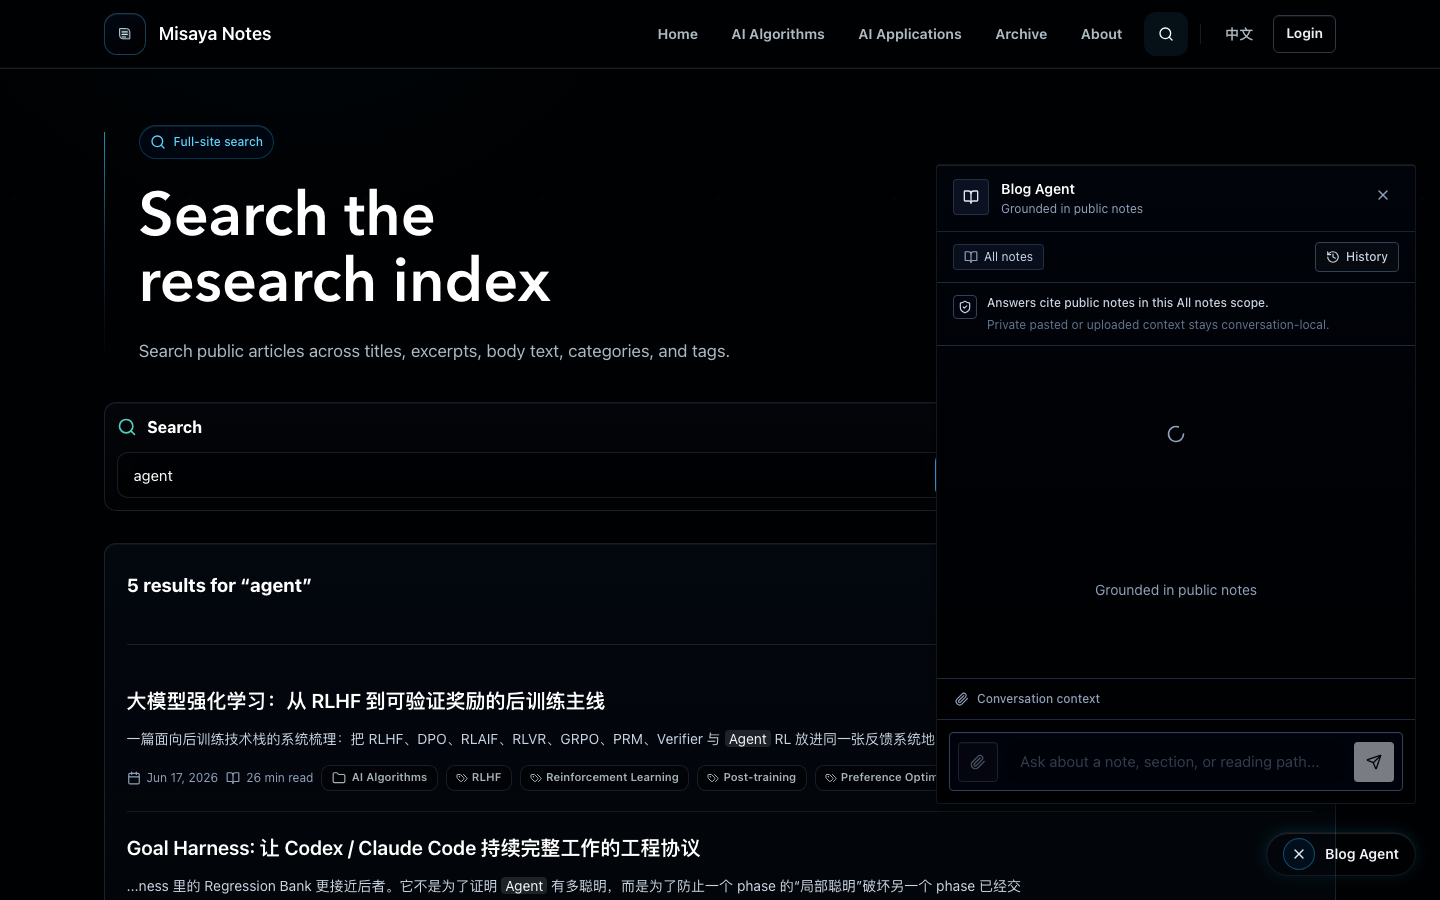 Misaya Notes
Home
AI Algorithms
AI Applications
Archive
About
中文
Login
Full-site search
Search the
research index
Search public articles across titles, excerpts, body text, categories, and tags.
Search
agent
5 results for “agent”
大模型强化学习：从 RLHF 到可验证奖励的后训练主线
一篇面向后训练技术栈的系统梳理：把 RLHF、DPO、RLAIF、RLVR、GRPO、PRM、Verifier 与 Agent RL 放进同一张反馈系统地
Jun 17, 2026
26 min read
AI Algorithms
RLHF
Reinforcement Learning
Post-training
Preference Optim
Goal Harness: 让 Codex / Claude Code 持续完整工作的工程协议
...ness 里的 Regression Bank 更接近后者。它不是为了证明 Agent 有多聪明，而是为了防止一个 phase 的“局部聪明”破坏另一个 phase 已经交
Blog Agent
Grounded in public notes
All notes
History
Answers cite public notes in this All notes scope.
Private pasted or uploaded context stays conversation-local.
Grounded in public notes
Conversation context
Ask about a note, section, or reading path...
Blog Agent